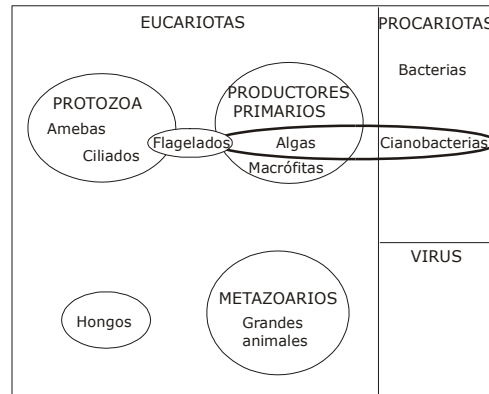 EUCARIOTAS
PROCARIOTAS
Bacterias
PROTOZOA
Amebas
Ciliados
Flagelados
PRODUCTORES
PRIMARIOS
Algas
Macrófitas
Cianobacterias
VIRUS
Hongos
METAZOARIOS
Grandes
animales